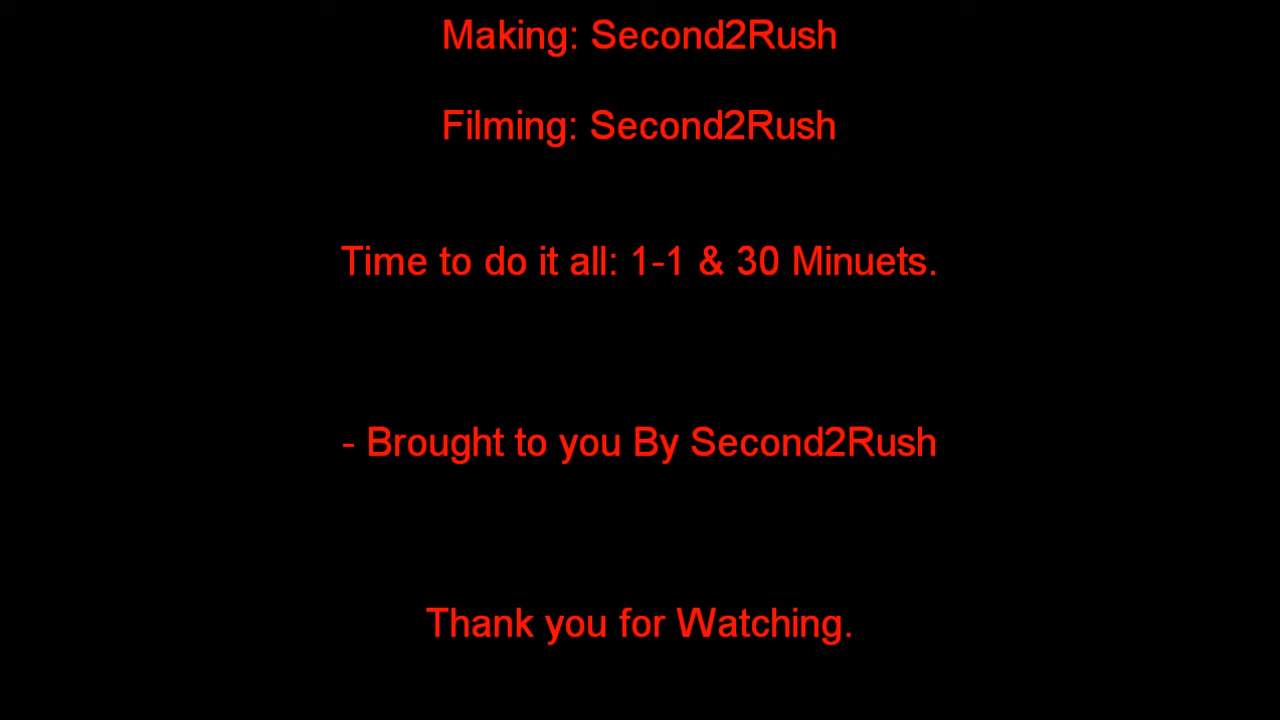 Making: Second2Rush
Filming: Second2Rush
Time to do it all: 1-1 & 30 Minuets.
- Brought to you By Second2Rush
Thank you for Watching.